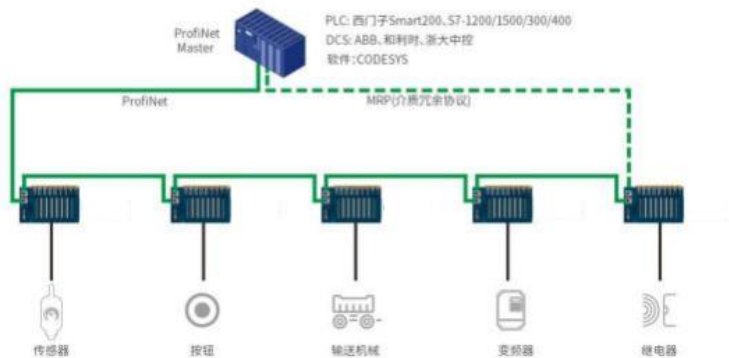 ProfiNet
Master
PLC: 西门子Smart200、S7-1200/1500/300/400
DCS: ABB、和利时、浙大中控
软件:CODESYS
ProfiNet
MRP(介质冗余协议)
传感器
按钮
输送机械
变频器
继电器